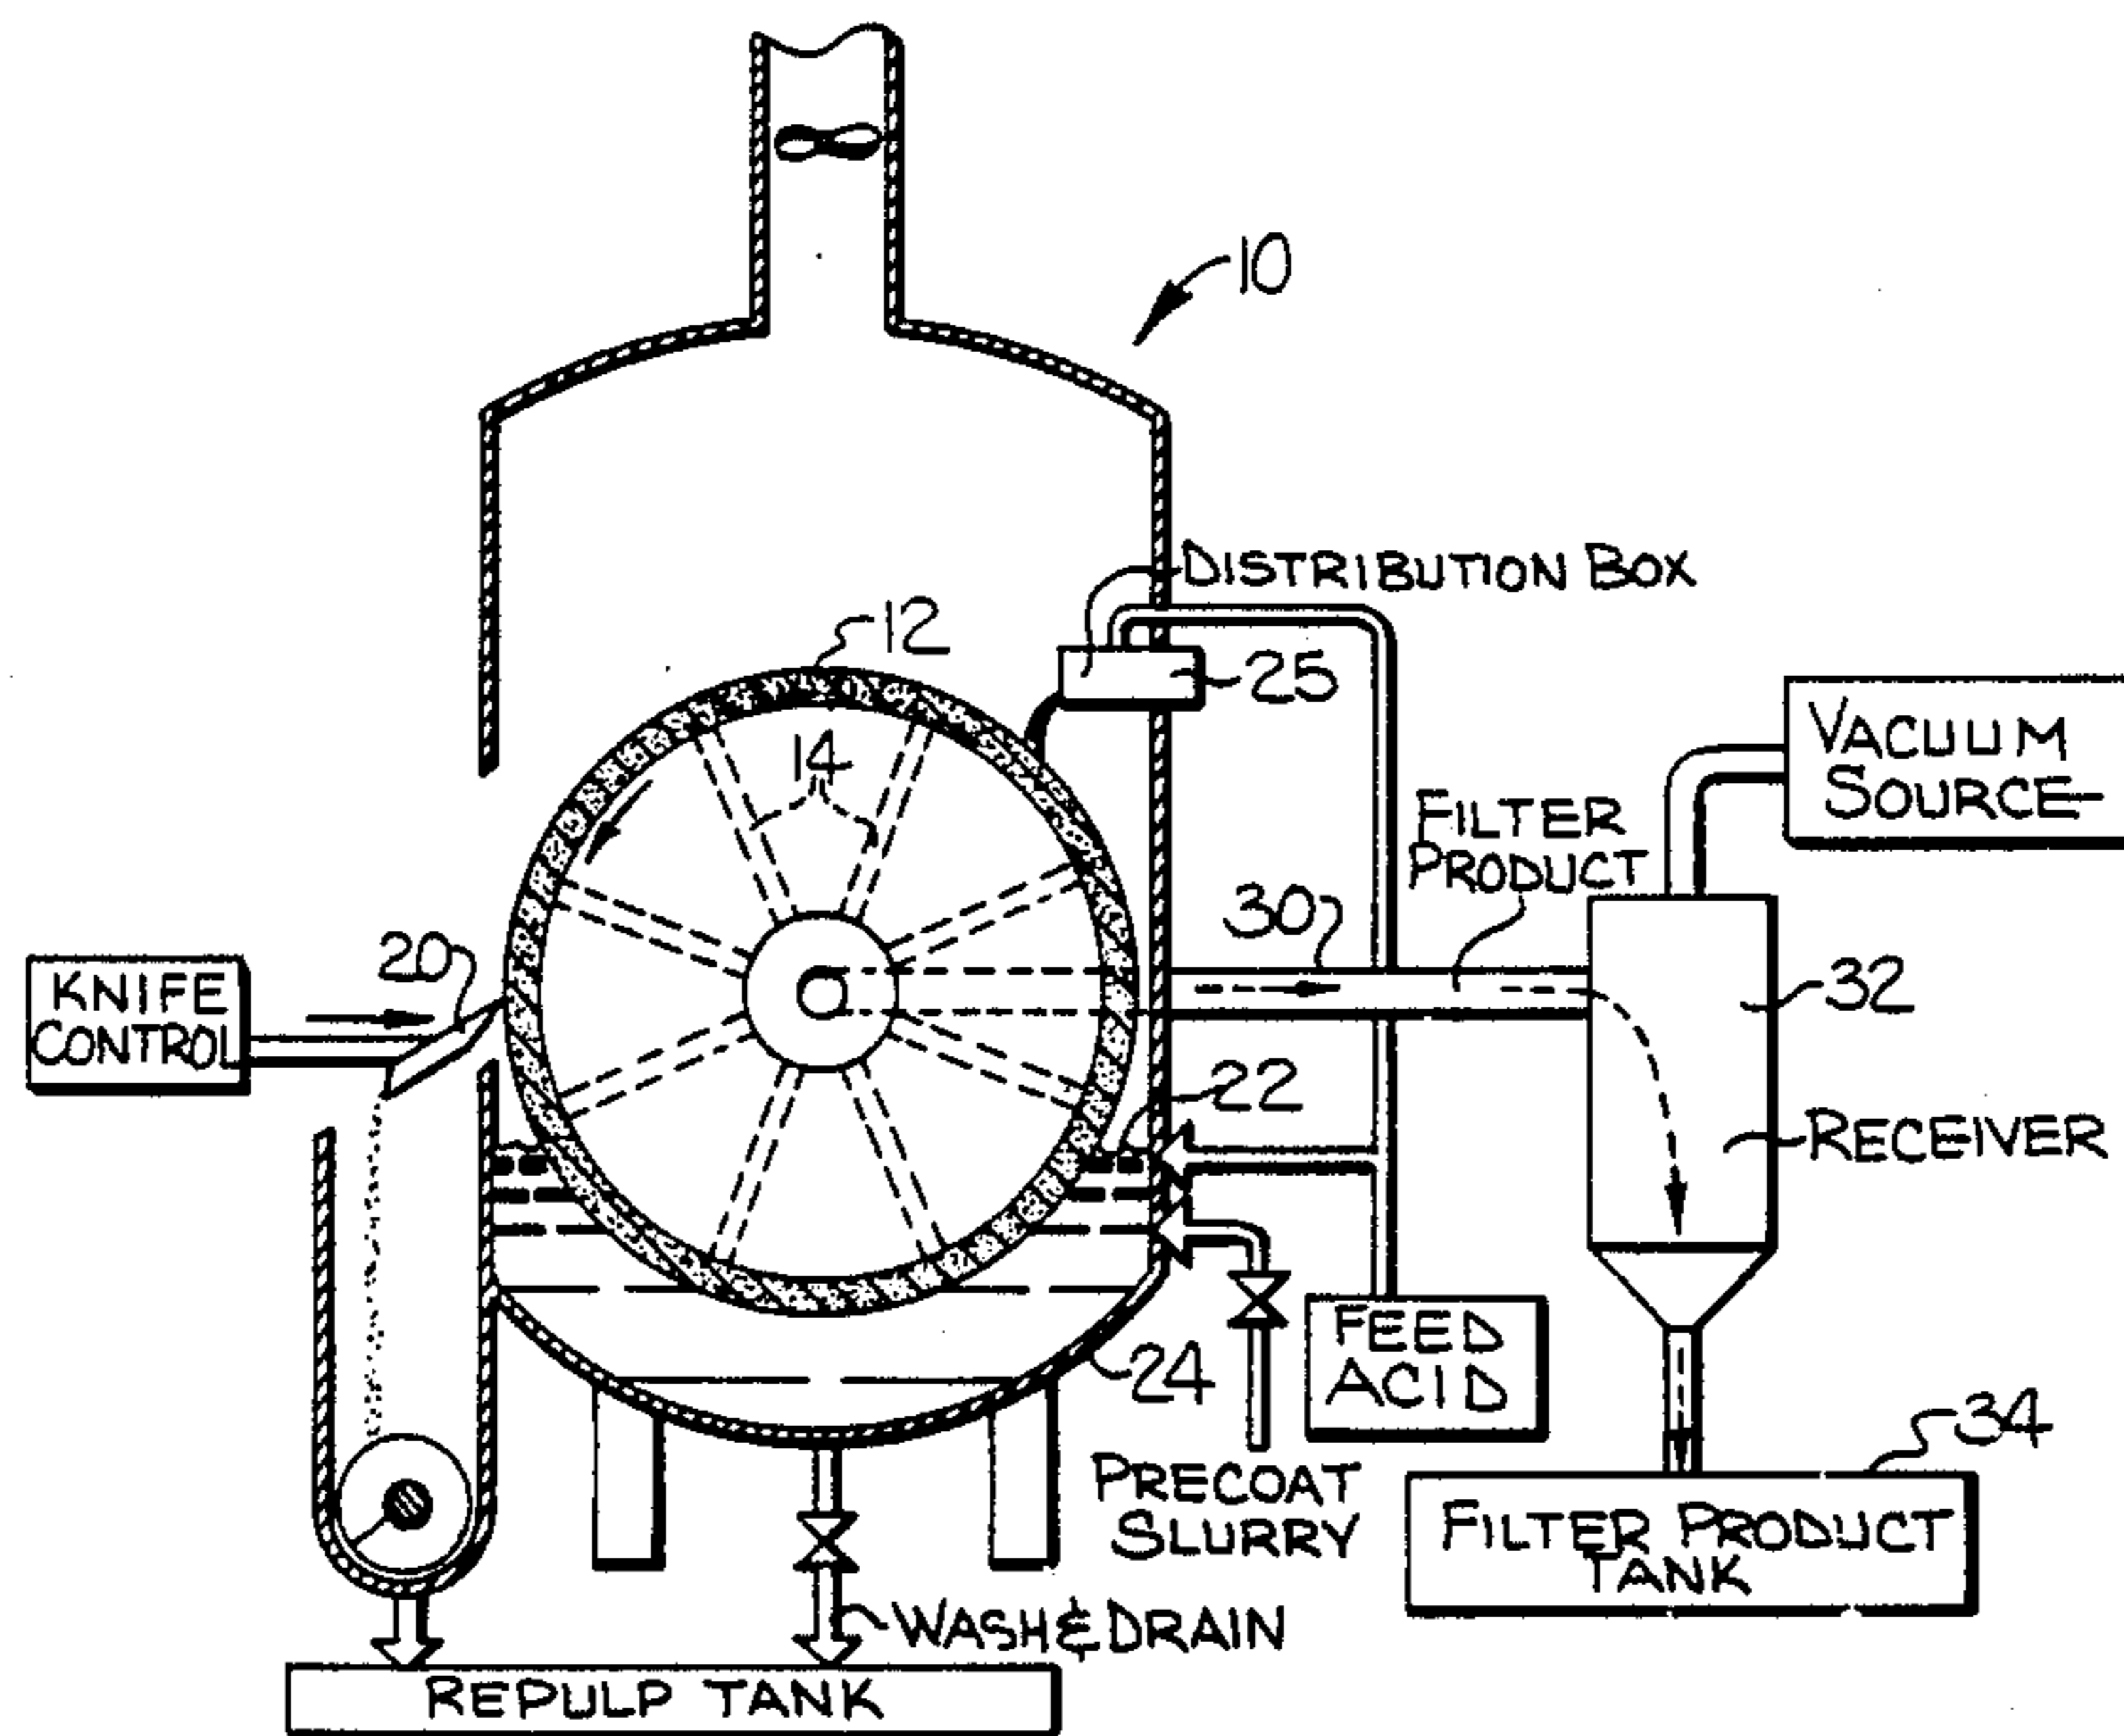 10
DISTRIBUTION BOX
12
25
14
VACUUM
SOURCE
FILTER
PRODUCT
30
20
32
KNIFE
CONTROL
22
RECEIVER
FEED
ACID
24
34
PRECOAT
SLURRY
FILTER PRODUCT
TANK
WASH&DRAIN
REPULP TANK